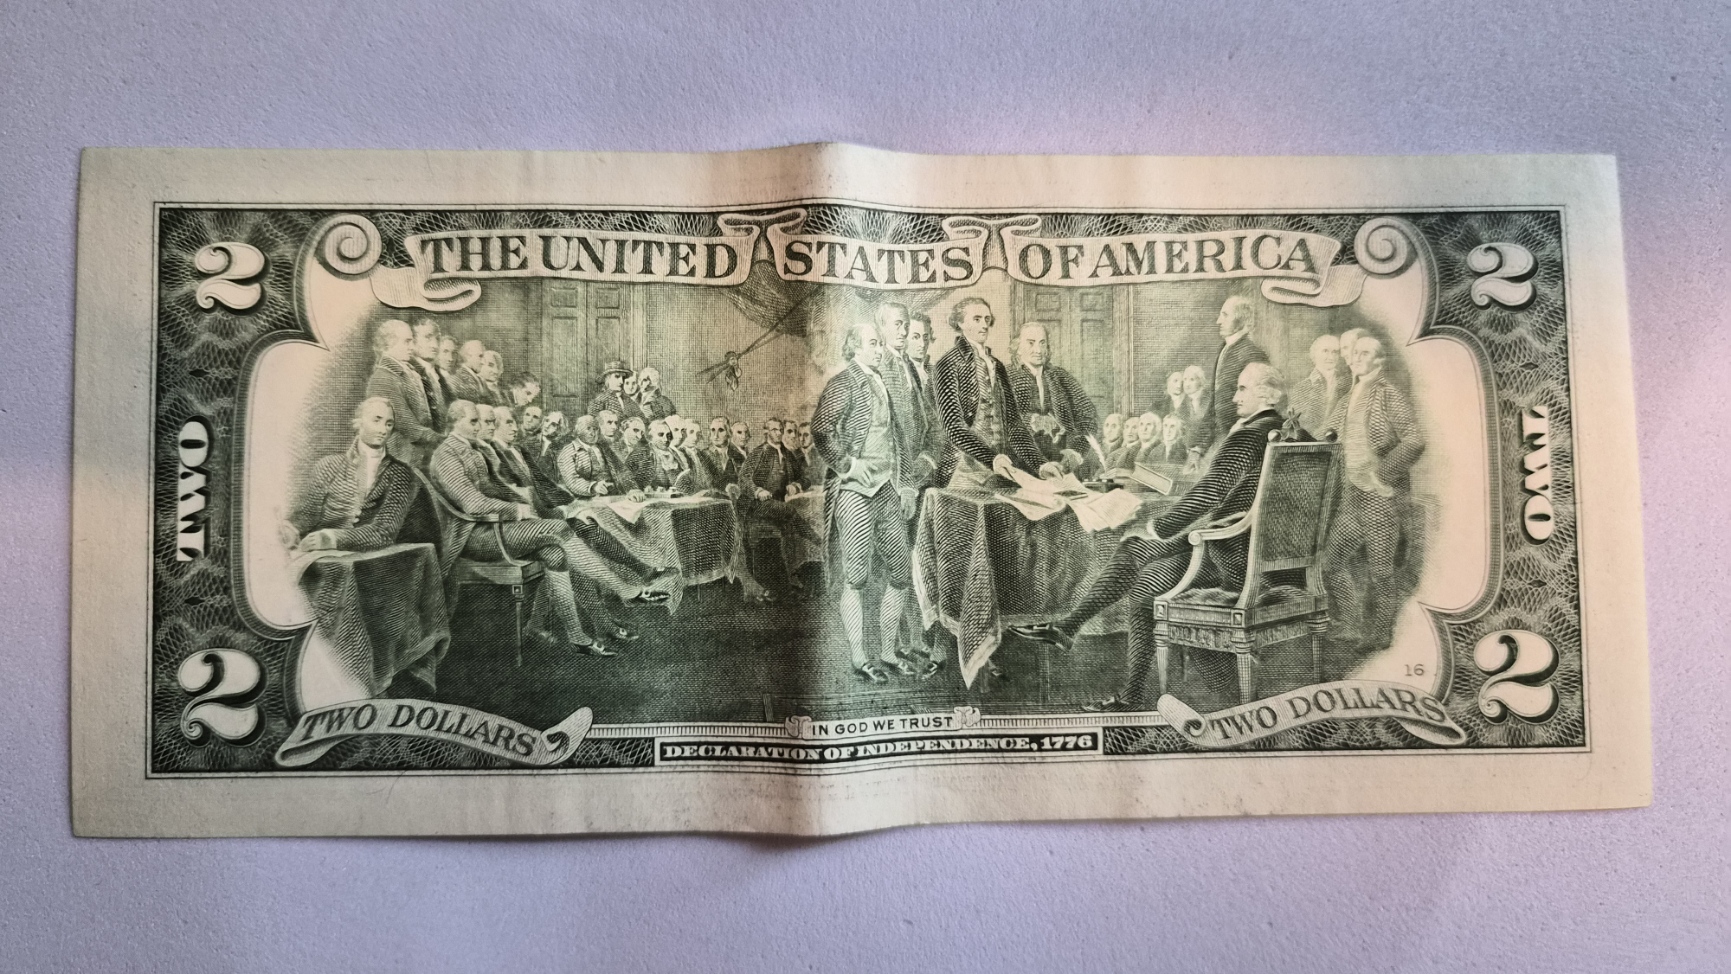 THE UNITED STATES OF AMERICA
2
2
TWO
TWO
16
2
2
TWO DOLLARS
IN GOD WE TRUST
TWO DOLLARS
DECLARATION OF INDEPENDENCE, 1776